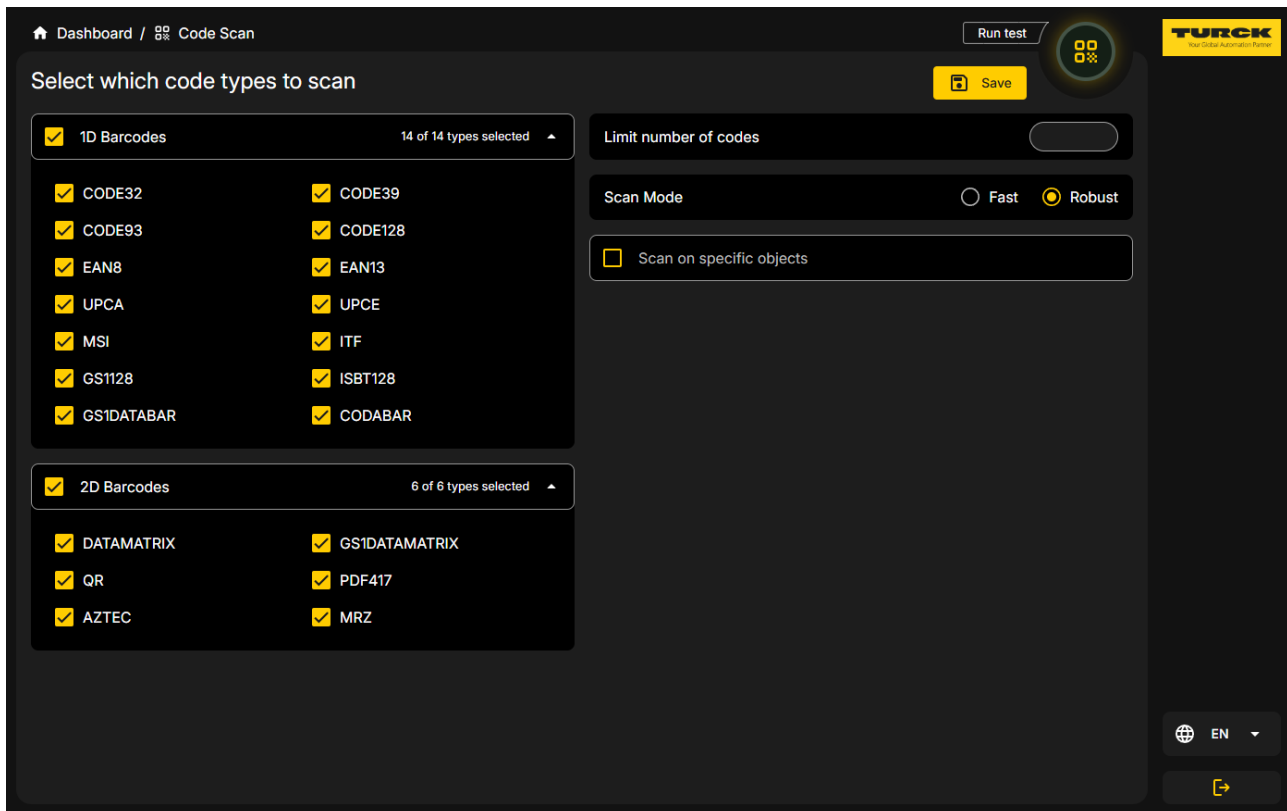 Dashboard / Code Scan
Run test
TURCK
Your Global Automation Partner
Select which code types to scan
Save
1D Barcodes
14 of 14 types selected
CODE32
CODE39
CODE93
CODE128
EAN8
EAN13
UPCA
UPCE
MSI
ITF
GS1128
ISBT128
GS1DATABAR
CODABAR
2D Barcodes
6 of 6 types selected
DATAMATRIX
GS1DATAMATRIX
QR
PDF417
AZTEC
MRZ
Limit number of codes
Scan Mode
Fast
Robust
Scan on specific objects
EN